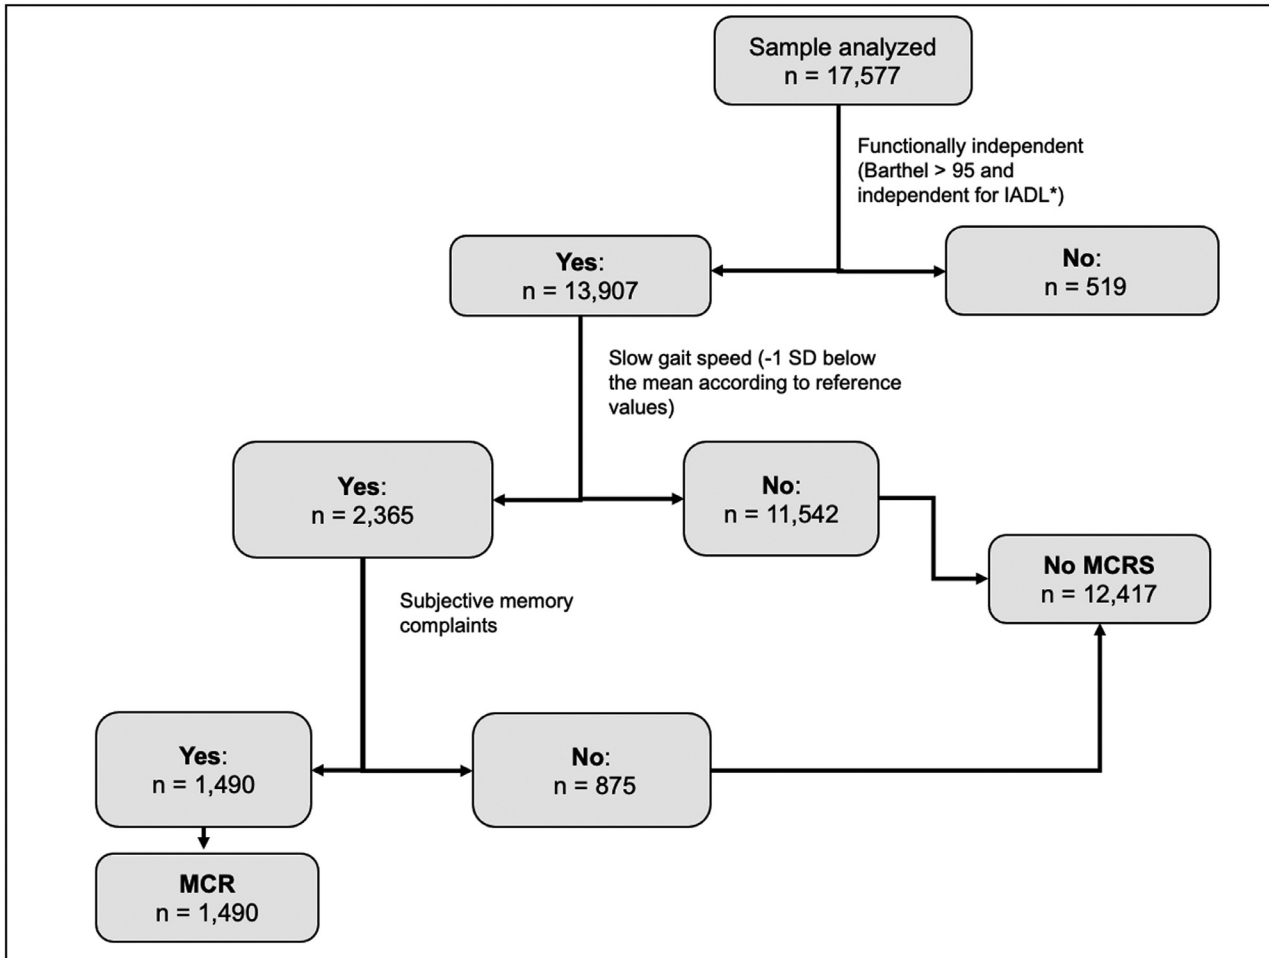 Sample analyzed
n = 17,577
Functionally independent
(Barthel > 95 and
independent for IADL*)
Yes:
n = 13,907
No:
n = 519
Slow gait speed (-1 SD below
the mean according to reference
values)
Yes:
n = 2,365
No:
n = 11,542
No MCRS
n = 12,417
Subjective memory
complaints
Yes:
n = 1,490
No:
n = 875
MCR
n = 1,490